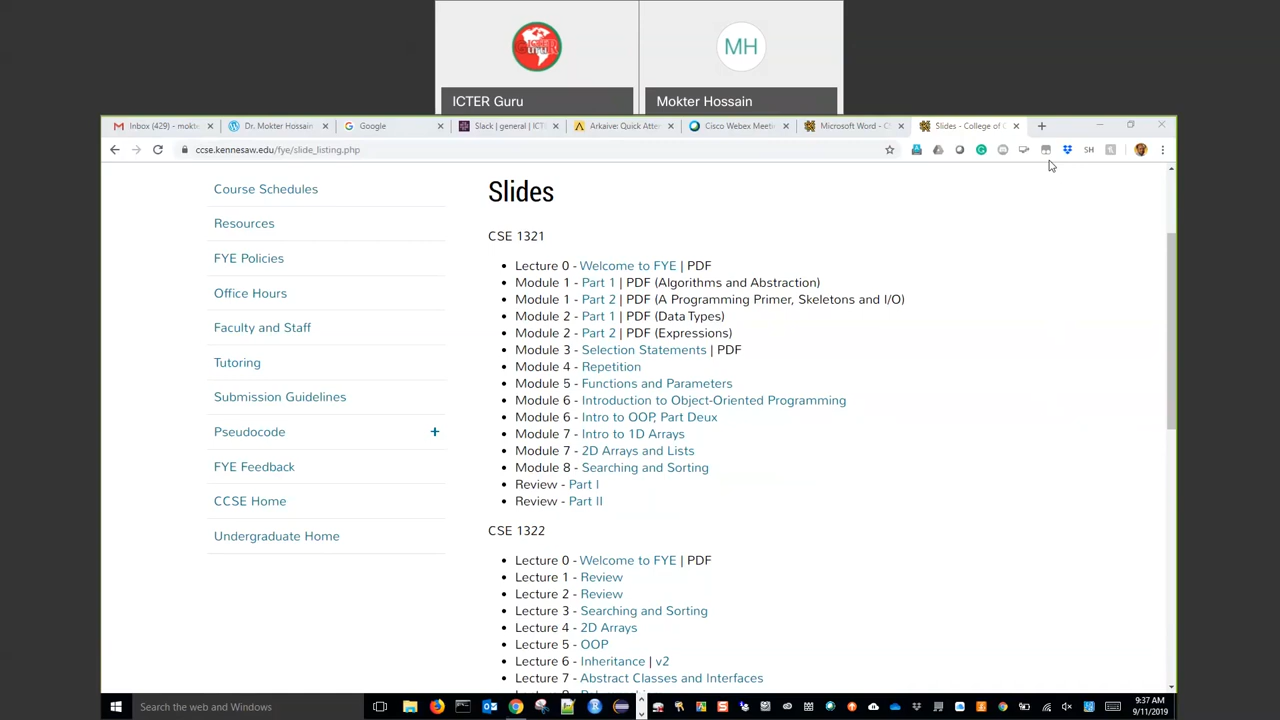 MH
ICTER Guru
Mokter Hossain
Inbox (429) - mokte
Dr. Mokter Hossain
Google
Slack | general | ICT
Arkaive: Quick Atte
Cisco Webex Meeti
Microsoft Word - CS
Slides - College of C
ccse.kennesaw.edu/fye/slide_listing.php
SH
Course Schedules
Resources
FYE Policies
Office Hours
Faculty and Staff
Tutoring
Submission Guidelines
Pseudocode +
FYE Feedback
CCSE Home
Undergraduate Home
Slides
CSE 1321
Lecture 0 - Welcome to FYE | PDF
Module 1 - Part 1 | PDF (Algorithms and Abstraction)
Module 1 - Part 2 | PDF (A Programming Primer, Skeletons and I/O)
Module 2 - Part 1 | PDF (Data Types)
Module 2 - Part 2 | PDF (Expressions)
Module 3 - Selection Statements | PDF
Module 4 - Repetition
Module 5 - Functions and Parameters
Module 6 - Introduction to Object-Oriented Programming
Module 6 - Intro to OOP, Part Deux
Module 7 - Intro to 1D Arrays
Module 7 - 2D Arrays and Lists
Module 8 - Searching and Sorting
Review - Part I
Review - Part II
CSE 1322
Lecture 0 - Welcome to FYE | PDF
Lecture 1 - Review
Lecture 2 - Review
Lecture 3 - Searching and Sorting
Lecture 4 - 2D Arrays
Lecture 5 - OOP
Lecture 6 - Inheritance | v2
Lecture 7 - Abstract Classes and Interfaces
Search the web and Windows
9:37 AM
9/11/2019